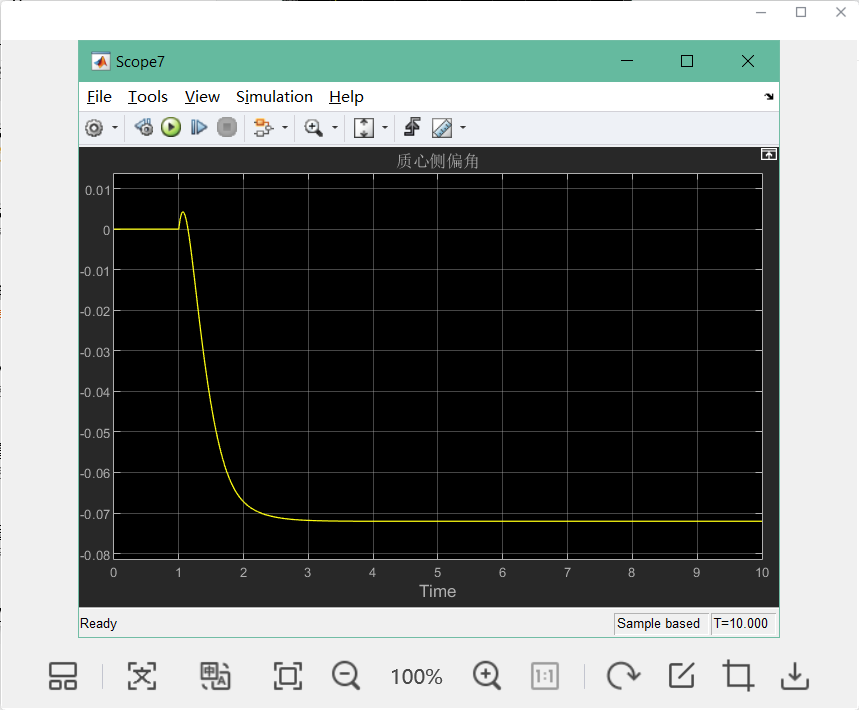 Scope7
File Tools View Simulation Help
质心侧偏角
0.01
0
-0.01
-0.02
-0.03
-0.04
-0.05
-0.06
-0.07
-0.08
0 1 2 3 4 5 6 7 8 9 10
Time
Ready Sample based T=10.000
文 中 A 100% 1:1